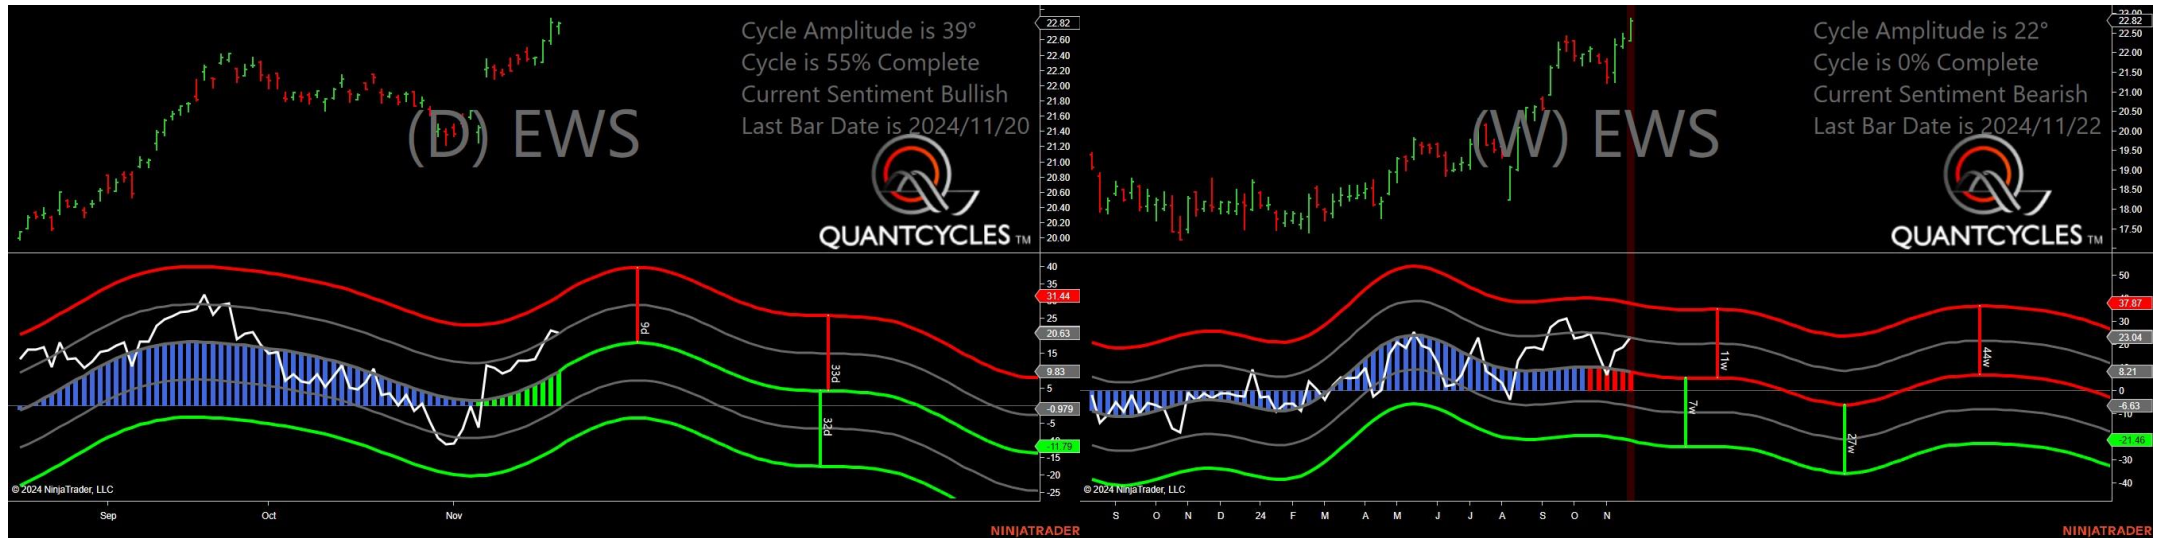 Cycle Amplitude is 39°
Cycle is 55% Complete
Current Sentiment Bullish
Last Bar Date is 2024/11/20
(D) EWS
QUANTCYCLES TM
22.82
22.60
22.40
22.20
22.00
21.80
21.60
21.40
21.20
21.00
20.80
20.60
20.40
20.20
20.00
40
31.44
25
20.63
15
9.83
5
-0.979
-5
-11.79
-15
-20
-25
9d
33d
32d
© 2024 NinjaTrader, LLC
Sep
Oct
Nov
NINJATRADER
Cycle Amplitude is 22°
Cycle is 0% Complete
Current Sentiment Bearish
Last Bar Date is 2024/11/22
(W) EWS
QUANTCYCLES TM
23.00
22.82
22.50
22.00
21.50
21.00
20.50
20.00
19.50
19.00
18.50
18.00
17.50
50
37.87
30
23.04
20
8.21
0
-6.63
-10
-21.46
-30
-40
11w
7w
44w
27w
© 2024 NinjaTrader, LLC
S O N D 24 F M A M J J A S O N
NINJATRADER